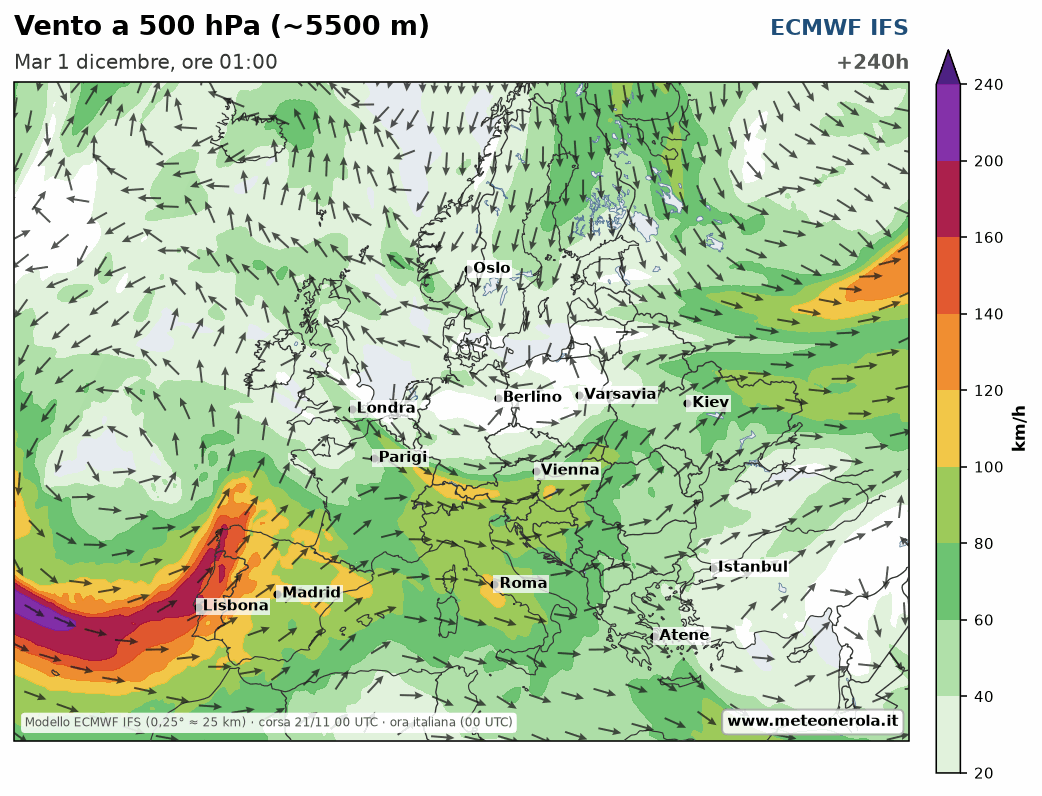 Vento a 500 hPa (~5500 m)
ECMWF IFS
Mar 1 dicembre, ore 01:00
+240h
240
200
160
140
120
100
80
60
40
20
km/h
Oslo
Berlino
Varsavia
Kiev
Londra
Parigi
Vienna
Istanbul
Roma
Madrid
Lisbona
Atene
Modello ECMWF IFS (0,25° ≈ 25 km) · corsa 21/11 00 UTC · ora italiana (00 UTC)
www.meteonerola.it